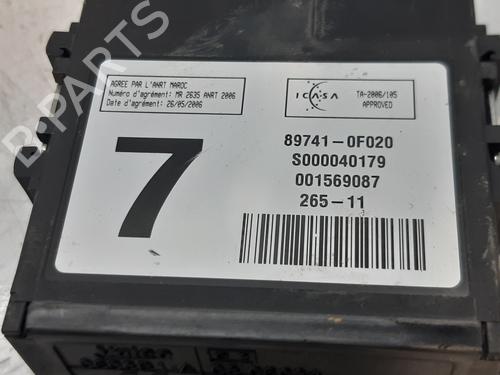 AGREE PAR L'ANRT MAROC
Numéro d'agrément: MR 2635 ANRT 2006
Date d'agrément: 26/05/2006
ICASA
TA-2006/105
APPROVED
7
89741-0F020
S000040179
001569087
265-11